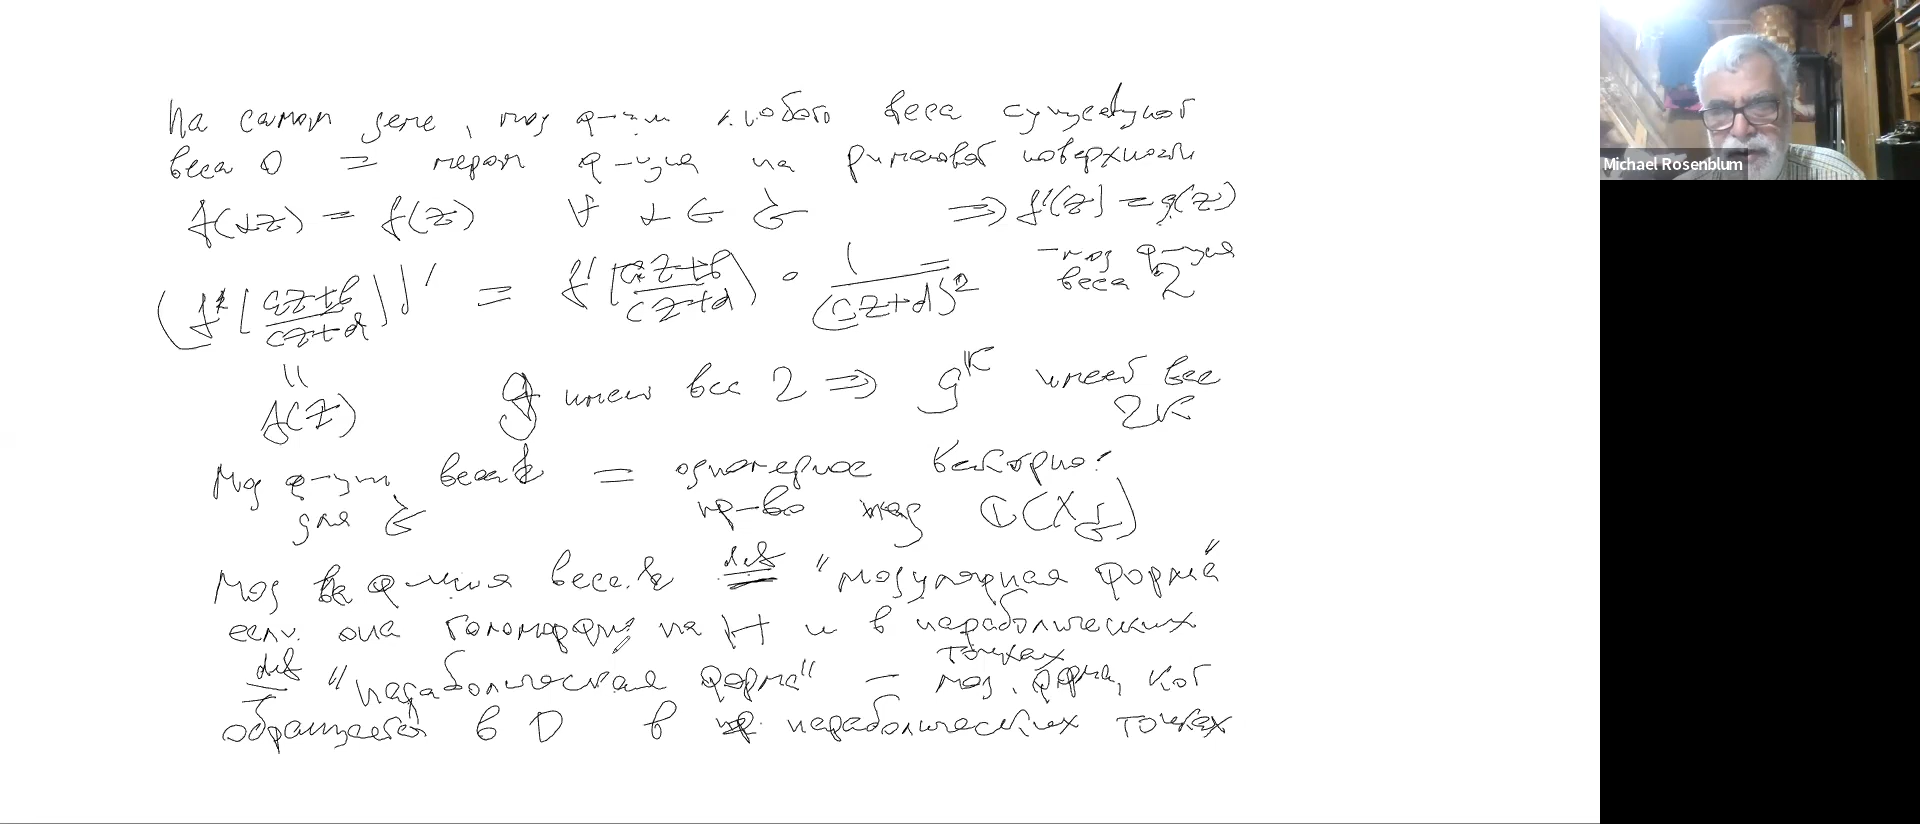 На самом деле, мод ф-ции любого веса существуют
веса 0 = мером ф-ция на римановой поверхности
f(αz) = f(z) ∀ α ∈ G ⇒ f'(z) = g(z)
(f[(az+b)/(cz+d)])' = f'[(az+b)/(cz+d)] · 1/(cz+d)^2 – мод ф-ция
веса 2
||
f(z) g имеет вес 2 ⇒ g^k имеет вес
2k
Мод ф-ции веса k = одномерное векторно
для G пр-во над C(X_G)
Мод ф-ция веса k def= "модулярная форма"
если она голоморфна на H и в параболических
точках
def "параболическая форма" – мод. форма, кот
обращается в 0 в параболических точках
Michael Rosenblum